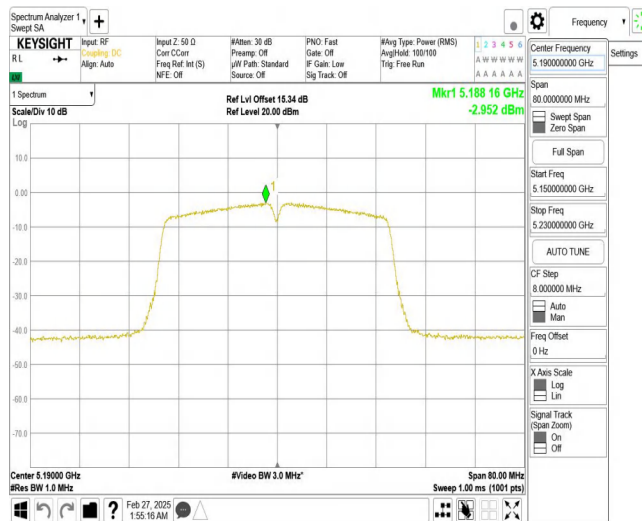 Spectrum Analyzer 1
Swept SA
+
Frequency
KEYSIGHT
RL
Input: RF
Coupling: DC
Align: Auto
Input Z: 50 Ω
Corr CCorr
Freq Ref: Int (S)
NFE: Off
#Atten: 30 dB
Preamp: Off
µW Path: Standard
Source: Off
PNO: Fast
Gate: Off
IF Gain: Low
Sig Track: Off
#Avg Type: Power (RMS)
Avg|Hold: 100/100
Trig: Free Run
1 2 3 4 5 6
A W W W W W
A A A A A A
1 Spectrum
Scale/Div 10 dB
Log
Ref Lvl Offset 15.34 dB
Ref Level 20.00 dBm
Mkr1 5.188 16 GHz
-2.952 dBm
1
10.0
0.00
-10.0
-20.0
-30.0
-40.0
-50.0
-60.0
-70.0
Center 5.19000 GHz
#Res BW 1.0 MHz
#Video BW 3.0 MHz*
Span 80.00 MHz
Sweep 1.00 ms (1001 pts)
Center Frequency
5.190000000 GHz
Settings
Span
80.0000000 MHz
Swept Span
Zero Span
Full Span
Start Freq
5.150000000 GHz
Stop Freq
5.230000000 GHz
AUTO TUNE
CF Step
8.000000 MHz
Auto
Man
Freq Offset
0 Hz
X Axis Scale
Log
Lin
Signal Track
(Span Zoom)
On
Off
?
Feb 27, 2025
1:55:16 AM